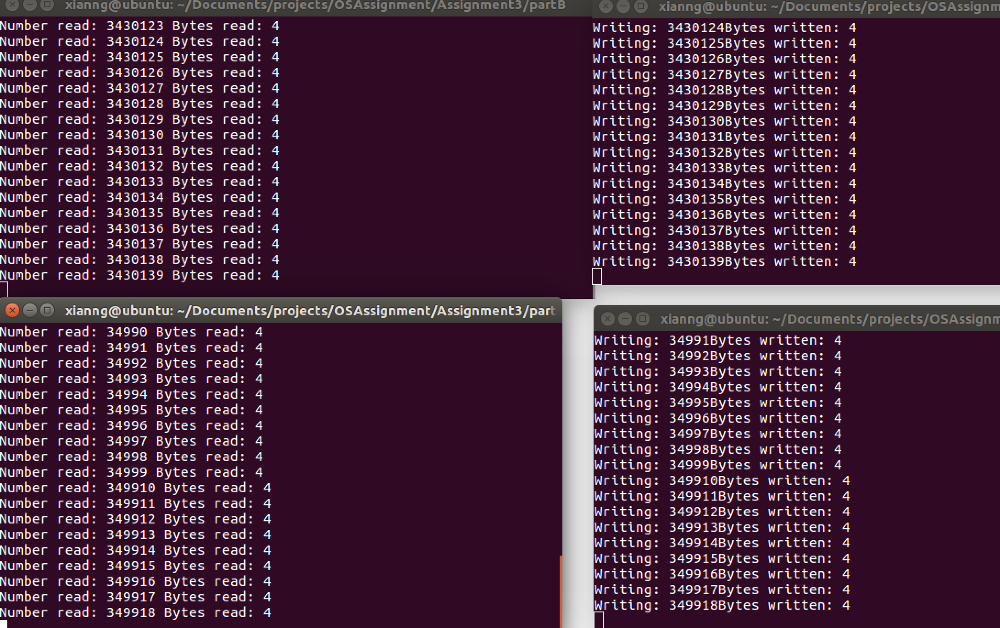 xianng@ubuntu: ~/Documents/projects/OSAssignment/Assignment3/partB
Number read: 3430123 Bytes read: 4
Number read: 3430124 Bytes read: 4
Number read: 3430125 Bytes read: 4
Number read: 3430126 Bytes read: 4
Number read: 3430127 Bytes read: 4
Number read: 3430128 Bytes read: 4
Number read: 3430129 Bytes read: 4
Number read: 3430130 Bytes read: 4
Number read: 3430131 Bytes read: 4
Number read: 3430132 Bytes read: 4
Number read: 3430133 Bytes read: 4
Number read: 3430134 Bytes read: 4
Number read: 3430135 Bytes read: 4
Number read: 3430136 Bytes read: 4
Number read: 3430137 Bytes read: 4
Number read: 3430138 Bytes read: 4
Number read: 3430139 Bytes read: 4
xianng@ubuntu: ~/Documents/projects/OSAssignm
Writing: 3430124Bytes written: 4
Writing: 3430125Bytes written: 4
Writing: 3430126Bytes written: 4
Writing: 3430127Bytes written: 4
Writing: 3430128Bytes written: 4
Writing: 3430129Bytes written: 4
Writing: 3430130Bytes written: 4
Writing: 3430131Bytes written: 4
Writing: 3430132Bytes written: 4
Writing: 3430133Bytes written: 4
Writing: 3430134Bytes written: 4
Writing: 3430135Bytes written: 4
Writing: 3430136Bytes written: 4
Writing: 3430137Bytes written: 4
Writing: 3430138Bytes written: 4
Writing: 3430139Bytes written: 4
xianng@ubuntu: ~/Documents/projects/OSAssignment/Assignment3/part
Number read: 34990 Bytes read: 4
Number read: 34991 Bytes read: 4
Number read: 34992 Bytes read: 4
Number read: 34993 Bytes read: 4
Number read: 34994 Bytes read: 4
Number read: 34995 Bytes read: 4
Number read: 34996 Bytes read: 4
Number read: 34997 Bytes read: 4
Number read: 34998 Bytes read: 4
Number read: 34999 Bytes read: 4
Number read: 349910 Bytes read: 4
Number read: 349911 Bytes read: 4
Number read: 349912 Bytes read: 4
Number read: 349913 Bytes read: 4
Number read: 349914 Bytes read: 4
Number read: 349915 Bytes read: 4
Number read: 349916 Bytes read: 4
Number read: 349917 Bytes read: 4
Number read: 349918 Bytes read: 4
xianng@ubuntu: ~/Documents/projects/OSAssignm
Writing: 34991Bytes written: 4
Writing: 34992Bytes written: 4
Writing: 34993Bytes written: 4
Writing: 34994Bytes written: 4
Writing: 34995Bytes written: 4
Writing: 34996Bytes written: 4
Writing: 34997Bytes written: 4
Writing: 34998Bytes written: 4
Writing: 34999Bytes written: 4
Writing: 349910Bytes written: 4
Writing: 349911Bytes written: 4
Writing: 349912Bytes written: 4
Writing: 349913Bytes written: 4
Writing: 349914Bytes written: 4
Writing: 349915Bytes written: 4
Writing: 349916Bytes written: 4
Writing: 349917Bytes written: 4
Writing: 349918Bytes written: 4